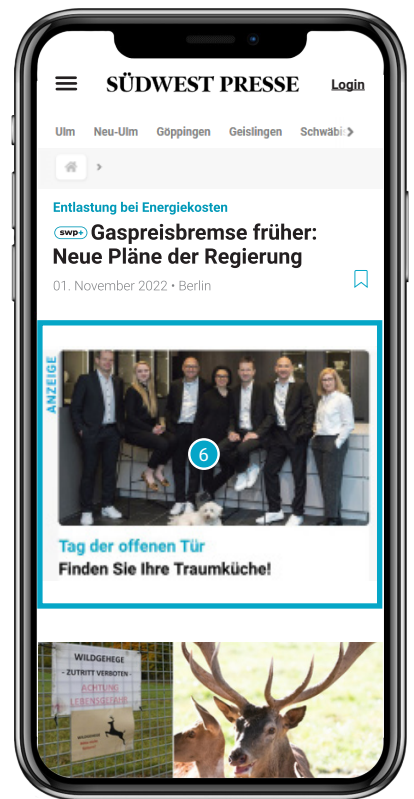 SÜDWEST PRESSE
Login
Ulm Neu-Ulm Göppingen Geislingen Schwäbi
Entlastung bei Energiekosten
swp+ Gaspreisbremse früher:
Neue Pläne der Regierung
01. November 2022 • Berlin
ANZEIGE
6
Tag der offenen Tür
Finden Sie Ihre Traumküche!
WILDGEHEGE
- ZUTRITT VERBOTEN -
ACHTUNG
LEBENSGEFAHR